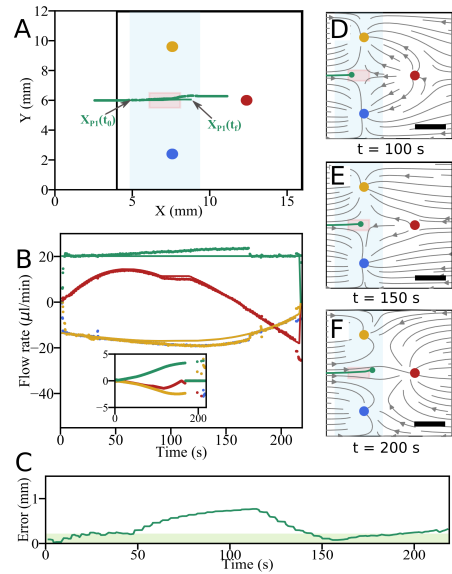 A
12
10
8
6
4
2
0
Y (mm)
X_P1(t_0)
X_P1(t_f)
0
5
10
15
X (mm)
B
20
0
−20
−40
Flow rate (μl/min)
5
0
−5
0
200
0
50
100
150
200
Time (s)
C
1
0
Error (mm)
0
50
100
150
200
Time (s)
D
t = 100 s
E
t = 150 s
F
t = 200 s